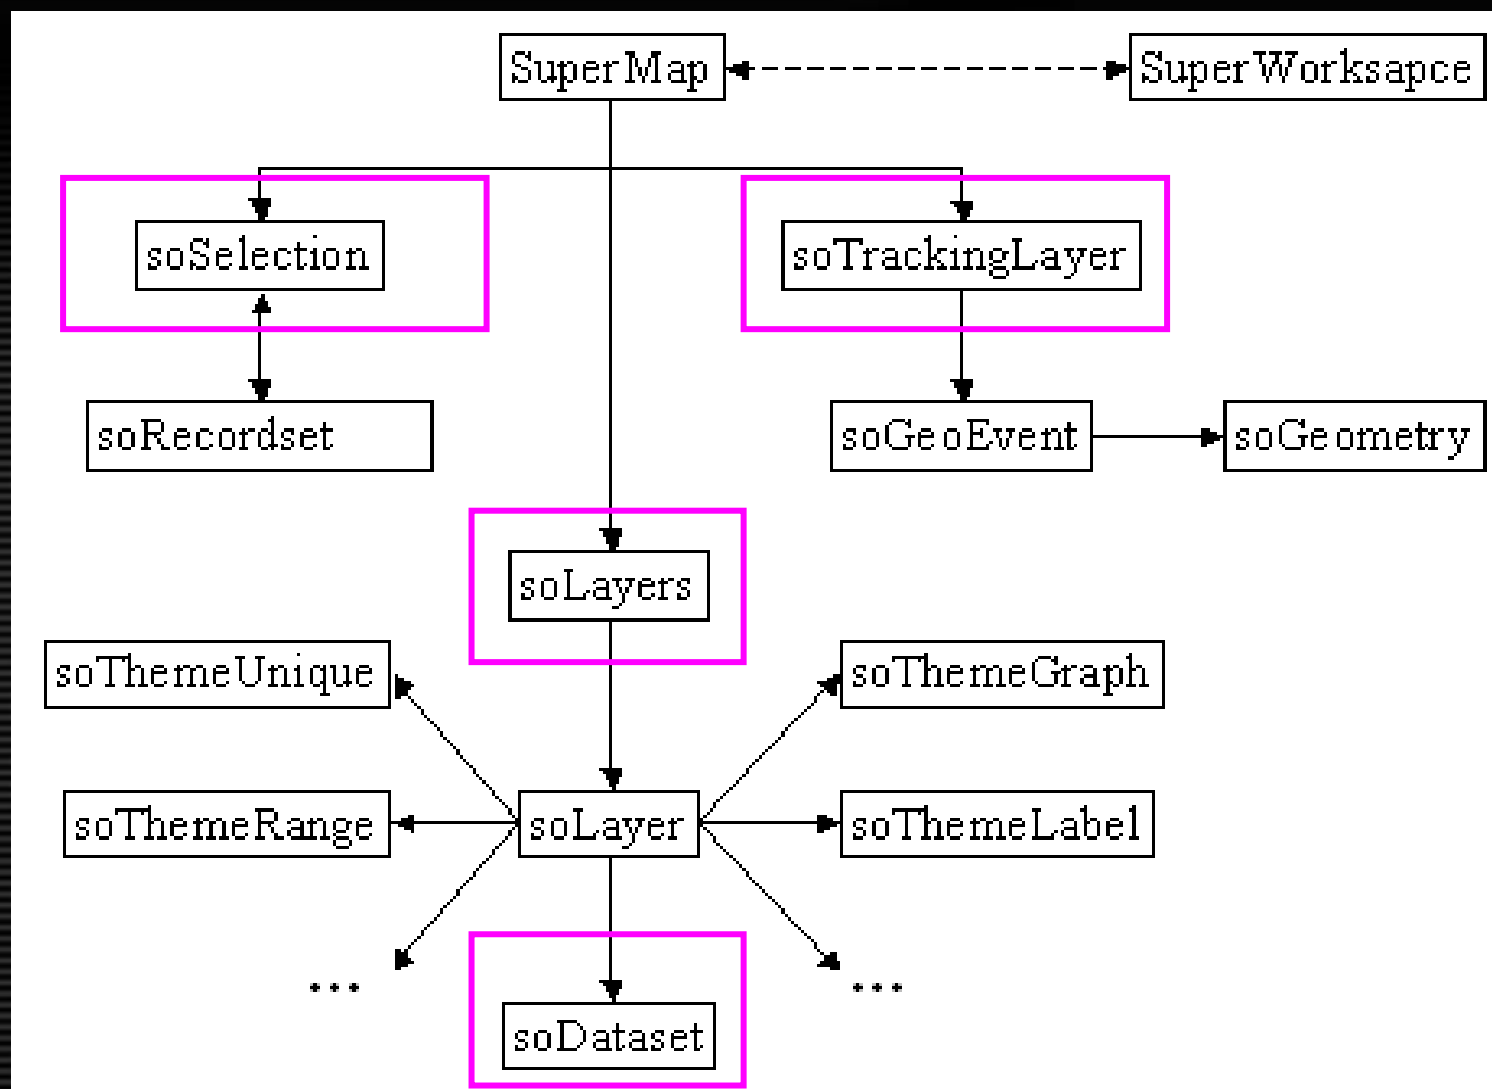 SuperMap
SuperWorksapce
soSelection
soTrackingLayer
soRecordset
soGeoEvent
soGeometry
soLayers
soThemeUnique
soThemeGraph
soThemeRange
soLayer
soThemeLabel
...
...
soDataset